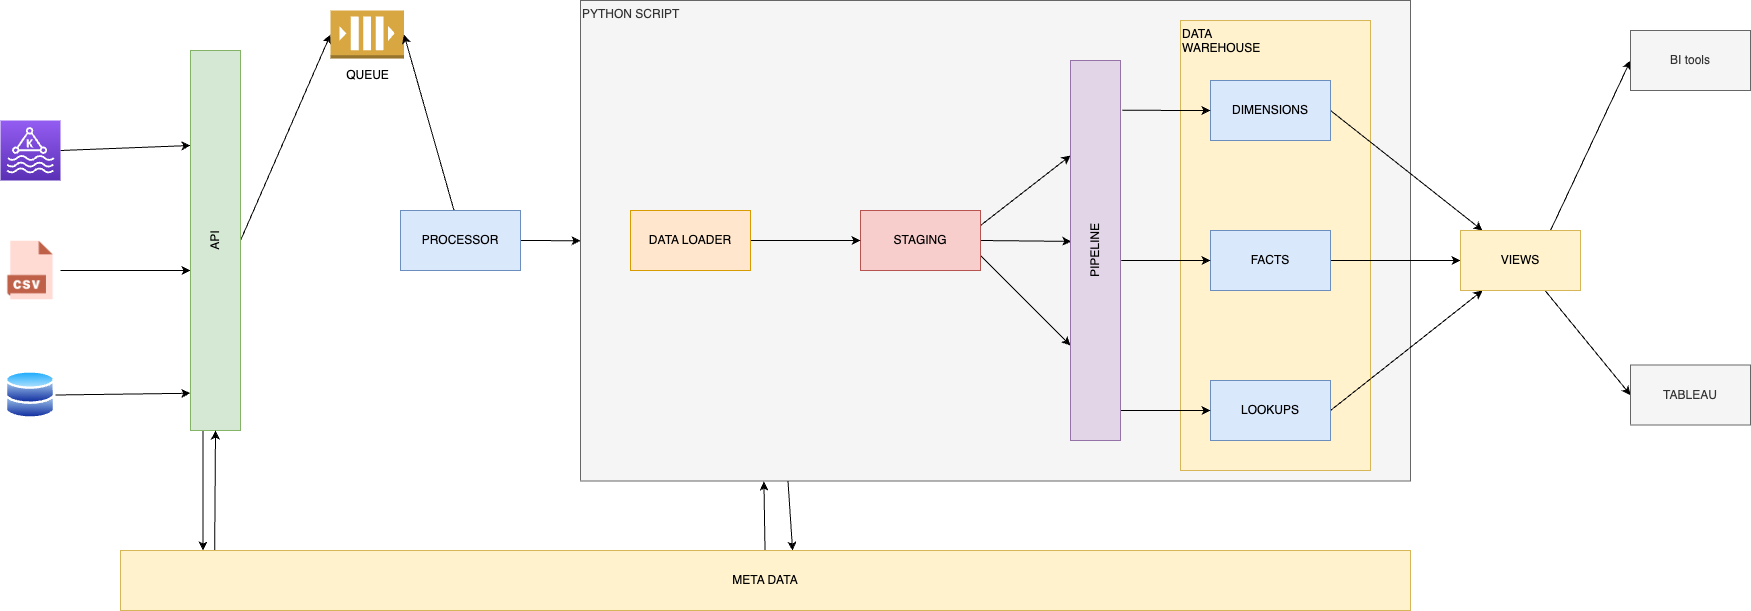 PYTHON SCRIPT
QUEUE
DATA
WAREHOUSE
BI tools
K
DIMENSIONS
API
PROCESSOR
DATA LOADER
STAGING
PIPELINE
FACTS
VIEWS
CSV
LOOKUPS
TABLEAU
META DATA